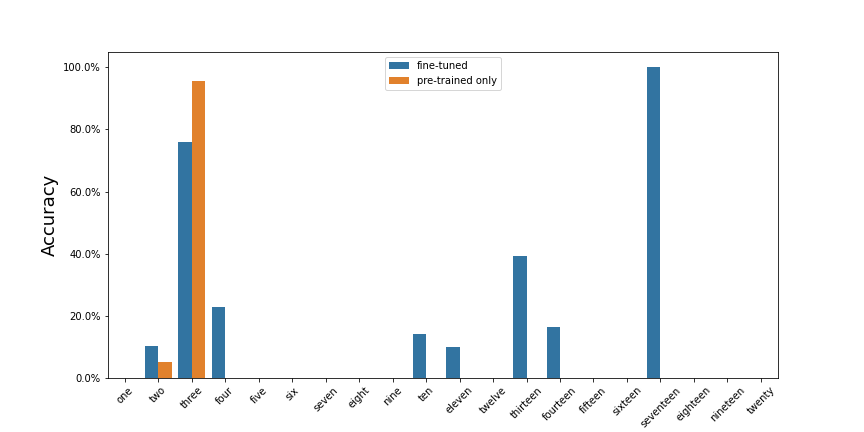 fine-tuned
pre-trained only
100.0%
80.0%
60.0%
40.0%
20.0%
0.0%
Accuracy
one
two
three
four
five
six
seven
eight
nine
ten
eleven
twelve
thirteen
fourteen
fifteen
sixteen
seventeen
eighteen
nineteen
twenty